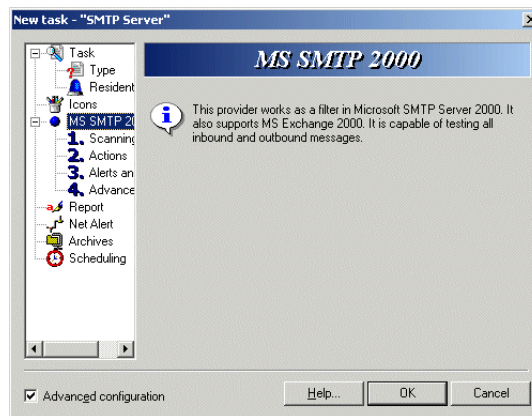 New task - "SMTP Server"
Task
Type
Resident
Icons
MS SMTP 20
1. Scanning
2. Actions
3. Alerts an
4. Advance
Report
Net Alert
Archives
Scheduling
MS SMTP 2000
This provider works as a filter in Microsoft SMTP Server 2000. It
also supports MS Exchange 2000. It is capable of testing all
inbound and outbound messages.
Advanced configuration
Help...
OK
Cancel